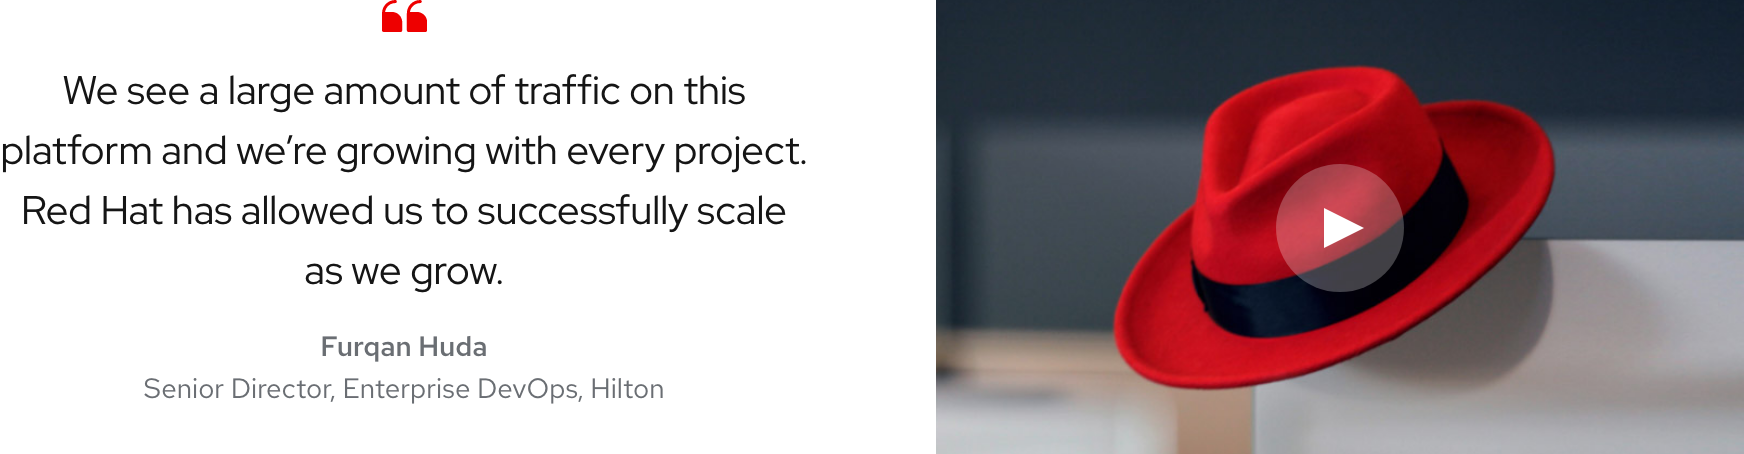 “
We see a large amount of traffic on this
platform and we’re growing with every project.
Red Hat has allowed us to successfully scale
as we grow.
Furqan Huda
Senior Director, Enterprise DevOps, Hilton